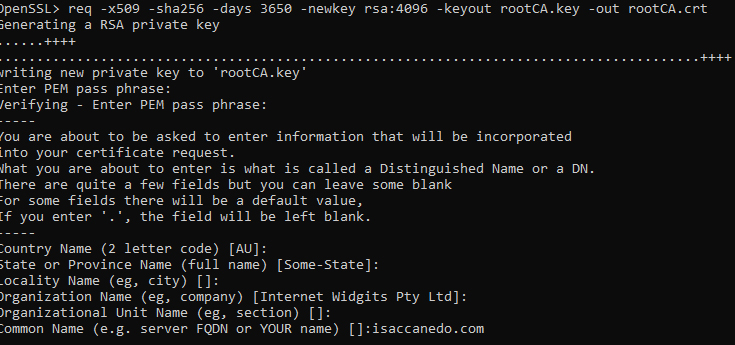 OpenSSL> req -x509 -sha256 -days 3650 -newkey rsa:4096 -keyout rootCA.key -out rootCA.crt
Generating a RSA private key
......++++
.......................................................................................++++
writing new private key to 'rootCA.key'
Enter PEM pass phrase:
Verifying - Enter PEM pass phrase:
-----
You are about to be asked to enter information that will be incorporated
into your certificate request.
What you are about to enter is what is called a Distinguished Name or a DN.
There are quite a few fields but you can leave some blank
For some fields there will be a default value,
If you enter '.', the field will be left blank.
-----
Country Name (2 letter code) [AU]:
State or Province Name (full name) [Some-State]:
Locality Name (eg, city) []:
Organization Name (eg, company) [Internet Widgits Pty Ltd]:
Organizational Unit Name (eg, section) []:
Common Name (e.g. server FQDN or YOUR name) []:isaccanedo.com